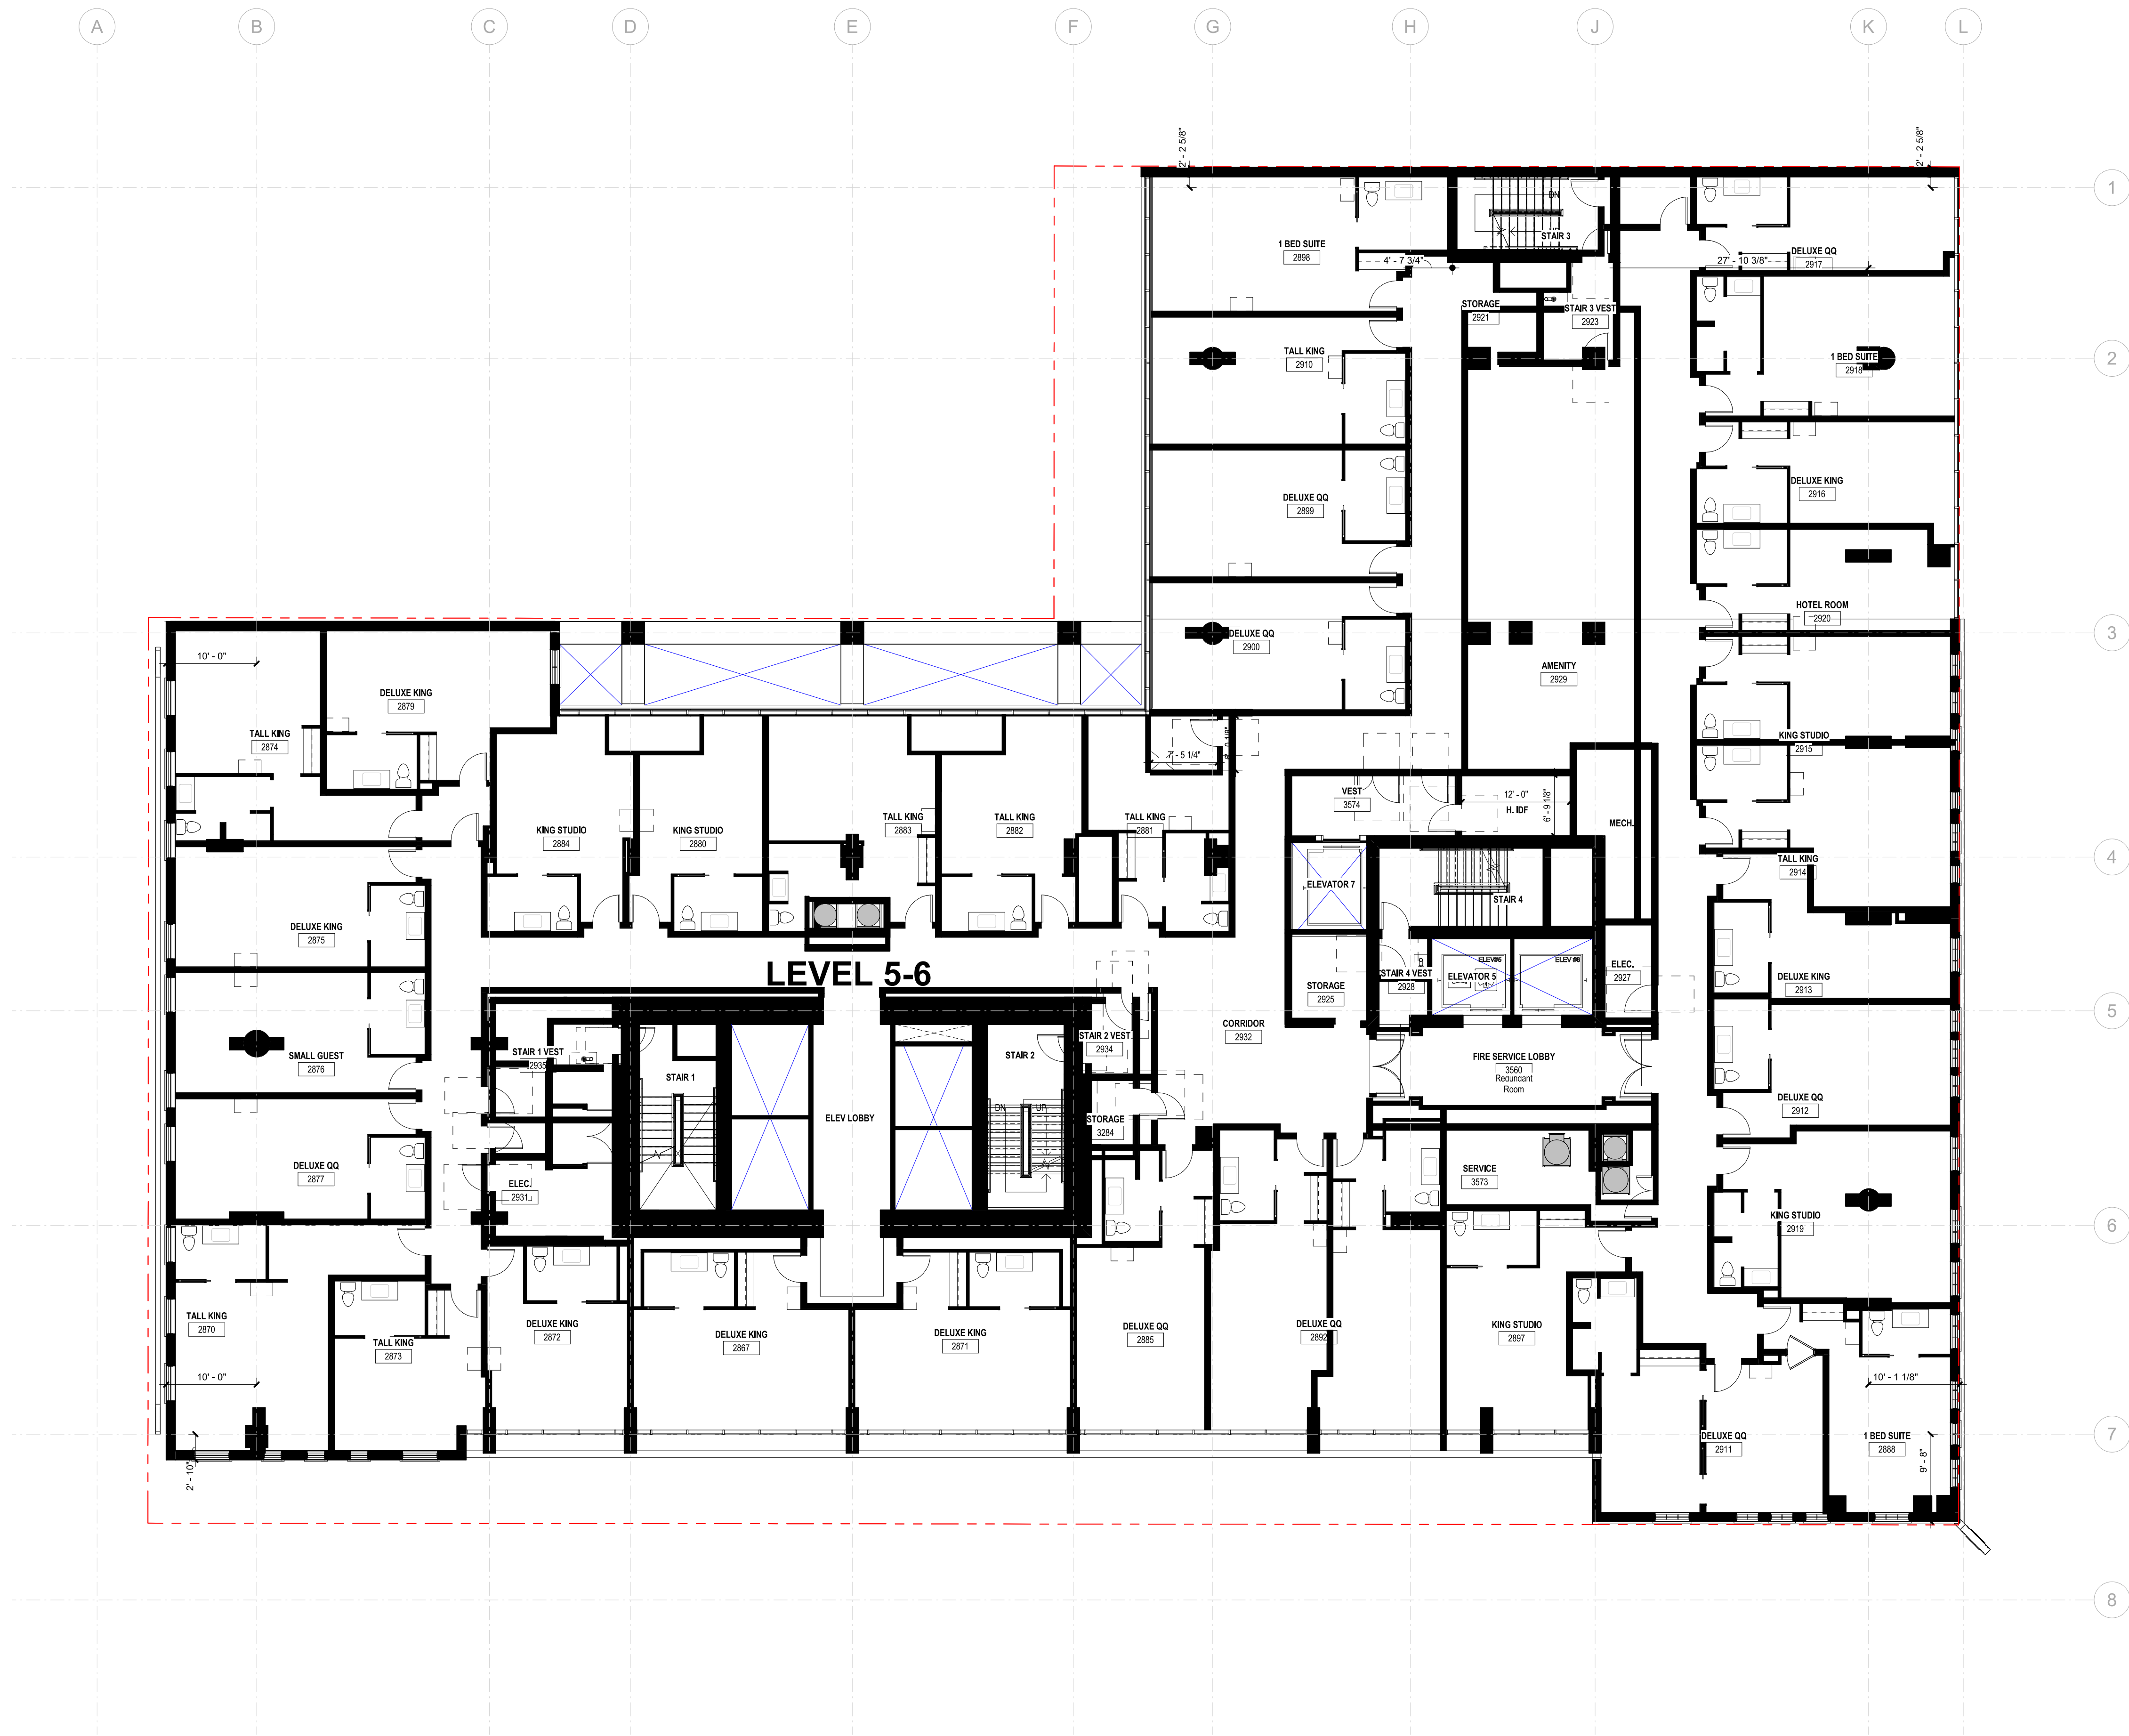 A B C D E F G H J K L
2' - 2 5/8"
2' - 2 5/8"
1
DN
STAIR 3
1 BED SUITE
2898
DELUXE QQ
2917
4' - 7 3/4"
27' - 10 3/8"
STORAGE
2921
STAIR 3 VEST
2923
TALL KING
2910
1 BED SUITE
2918
2
DELUXE QQ
2899
DELUXE KING
2916
HOTEL ROOM
2920
DELUXE QQ
2900
3
10' - 0"
AMENITY
2929
DELUXE KING
2879
TALL KING
2874
KING STUDIO
2915
7' - 5 1/4"
VEST
3574
12' - 0"
H. IDF
6' - 9 1/8"
MECH.
KING STUDIO
2884
KING STUDIO
2880
TALL KING
2883
TALL KING
2882
TALL KING
2881
4
TALL KING
2914
ELEVATOR 7
STAIR 4
DELUXE KING
2875
LEVEL 5-6
STAIR 4 VEST
2928
ELEVATOR 5
ELEV#5
ELEV #6
ELEC.
2927
STORAGE
2925
DELUXE KING
2913
5
CORRIDOR
2932
SMALL GUEST
2876
STAIR 1 VEST
2935
STAIR 1
STAIR 2
STAIR 2 VEST
2934
FIRE SERVICE LOBBY
3560
Redundant
Room
DN
UP
ELEV LOBBY
STORAGE
3284
DELUXE QQ
2912
DELUXE QQ
2877
ELEC.
2931
SERVICE
3573
KING STUDIO
2919
6
TALL KING
2870
TALL KING
2873
DELUXE KING
2872
DELUXE KING
2867
DELUXE KING
2871
DELUXE QQ
2885
DELUXE QQ
2892
KING STUDIO
2897
10' - 0"
10' - 1 1/8"
DELUXE QQ
2911
1 BED SUITE
2888
7
2' - 10"
9' - 8"
8